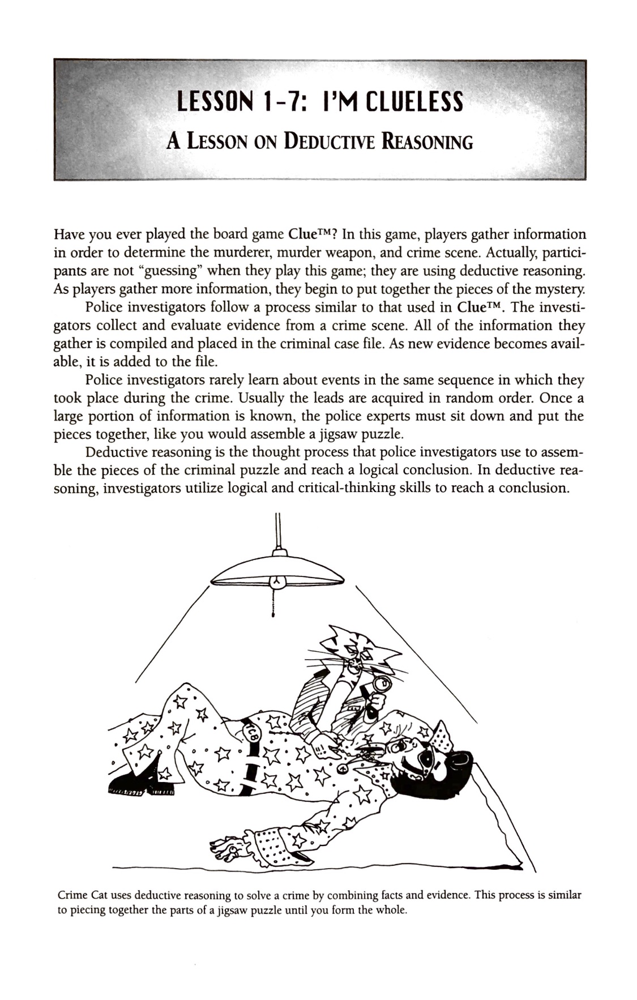 LESSON 1-7: I'M CLUELESS
A LESSON ON DEDUCTIVE REASONING
Have you ever played the board game Clue™? In this game, players gather information
in order to determine the murderer, murder weapon, and crime scene. Actually, partici-
pants are not “guessing” when they play this game; they are using deductive reasoning.
As players gather more information, they begin to put together the pieces of the mystery.
Police investigators follow a process similar to that used in Clue™. The investi-
gators collect and evaluate evidence from a crime scene. All of the information they
gather is compiled and placed in the criminal case file. As new evidence becomes avail-
able, it is added to the file.
Police investigators rarely learn about events in the same sequence in which they
took place during the crime. Usually the leads are acquired in random order. Once a
large portion of information is known, the police experts must sit down and put the
pieces together, like you would assemble a jigsaw puzzle.
Deductive reasoning is the thought process that police investigators use to assem-
ble the pieces of the criminal puzzle and reach a logical conclusion. In deductive rea-
soning, investigators utilize logical and critical-thinking skills to reach a conclusion.
TCB
Crime Cat uses deductive reasoning to solve a crime by combining facts and evidence. This process is similar
to piecing together the parts of a jigsaw puzzle until you form the whole.